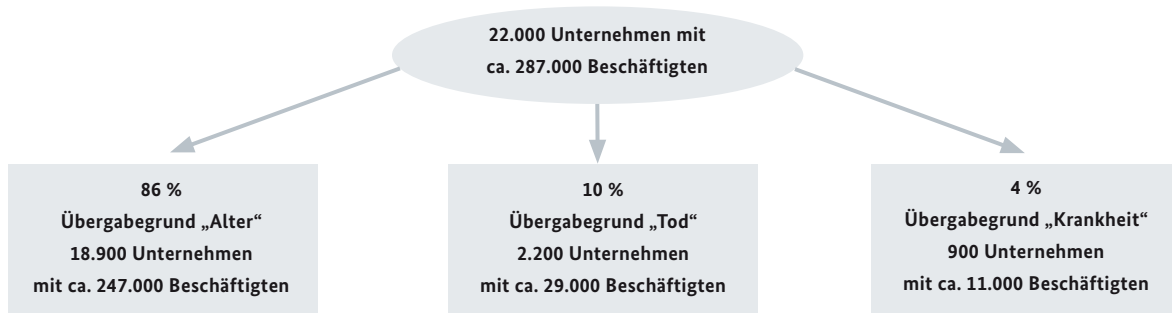 22.000 Unternehmen mit
ca. 287.000 Beschäftigten
86 %
Übergabegrund „Alter“
18.900 Unternehmen
mit ca. 247.000 Beschäftigten
10 %
Übergabegrund „Tod“
2.200 Unternehmen
mit ca. 29.000 Beschäftigten
4 %
Übergabegrund „Krankheit“
900 Unternehmen
mit ca. 11.000 Beschäftigten